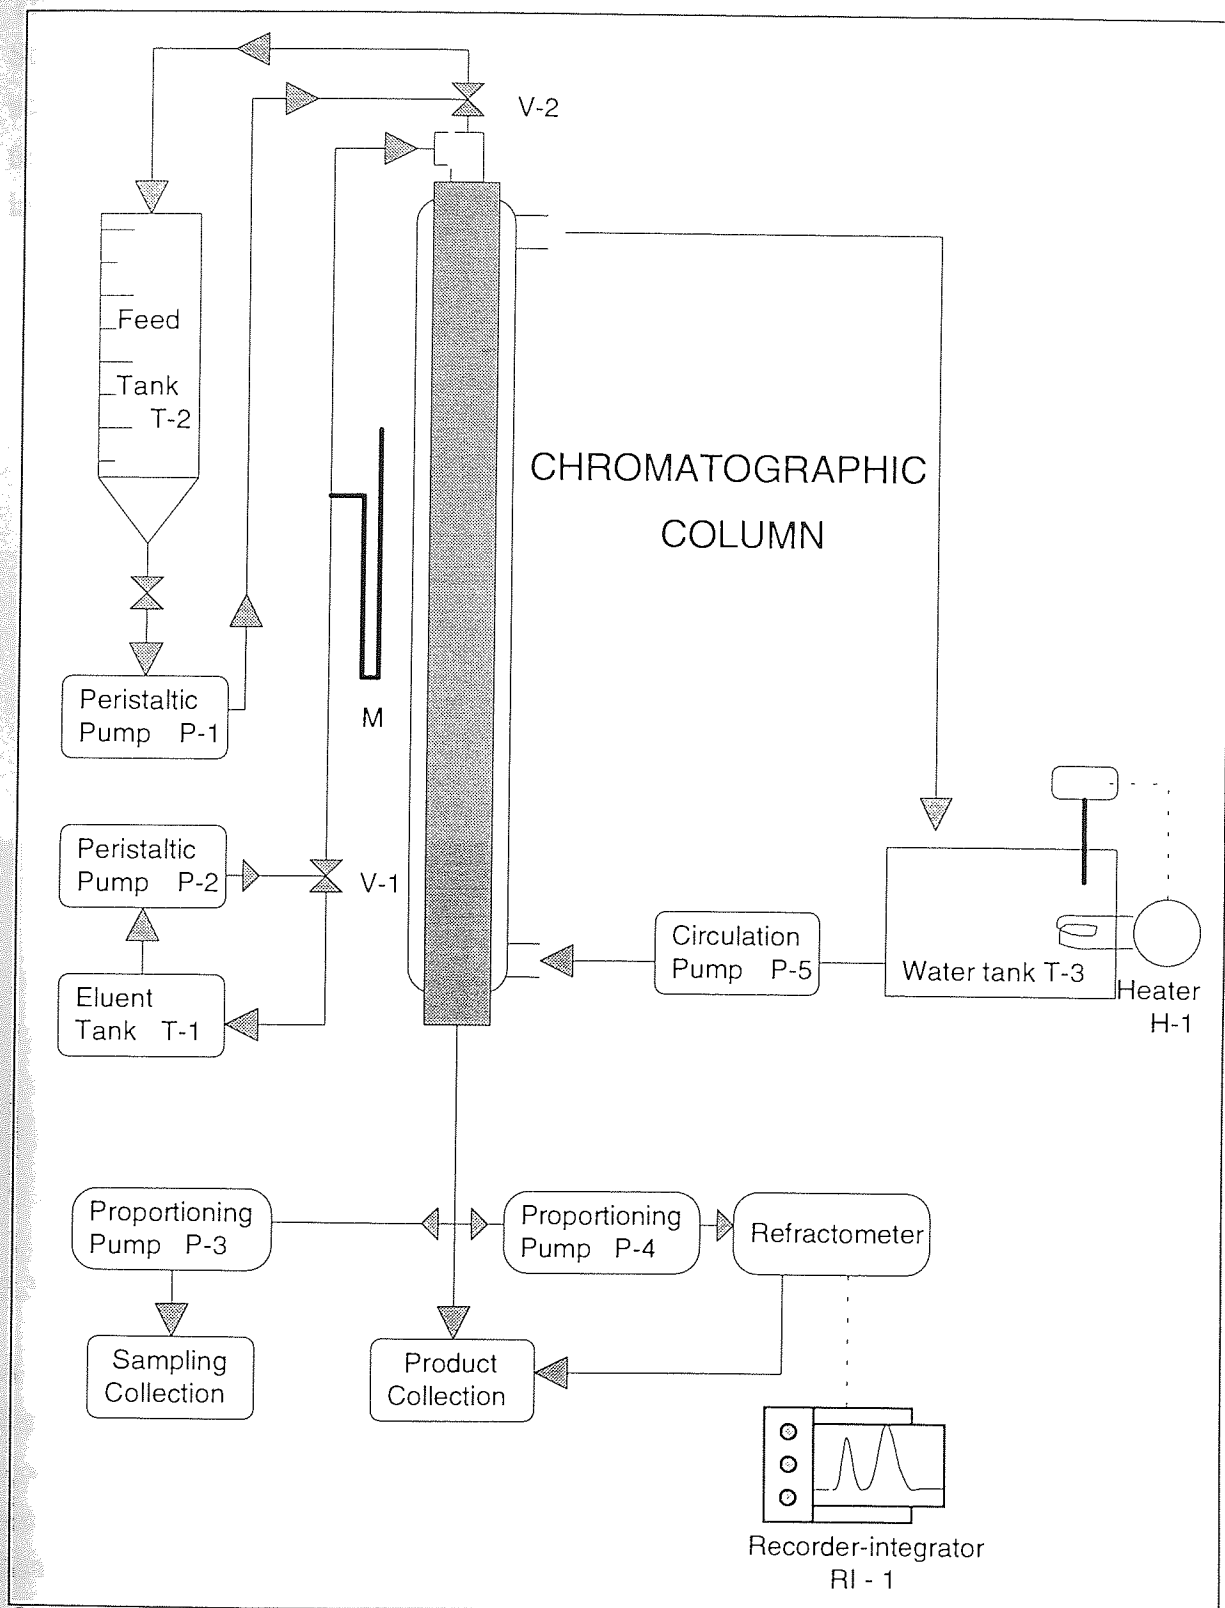 V-2
Feed
Tank
T-2
CHROMATOGRAPHIC
COLUMN
Peristaltic
Pump P-1
M
Peristaltic
Pump P-2
V-1
Circulation
Pump P-5
Water tank T-3
Heater
H-1
Eluent
Tank T-1
Proportioning
Pump P-3
Proportioning
Pump P-4
Refractometer
Sampling
Collection
Product
Collection
Recorder-integrator
RI - 1